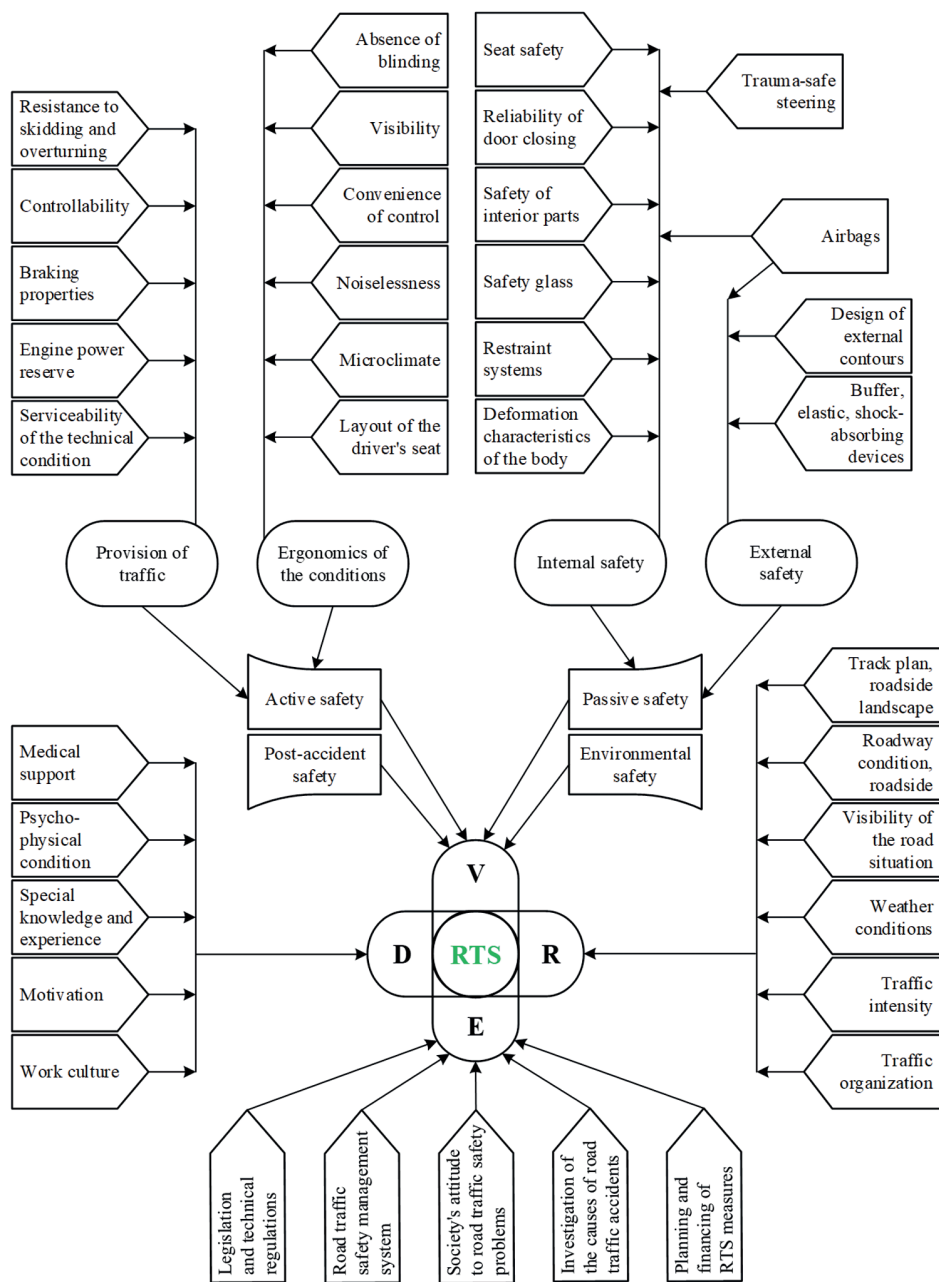 Absence of
blinding
Seat safety
Trauma-safe
steering
Resistance to
skidding and
overturning
Visibility
Reliability of
door closing
Controllability
Convenience
of control
Safety of
interior parts
Airbags
Braking
properties
Noiselessness
Safety glass
Design of
external
contours
Engine power
reserve
Microclimate
Restraint
systems
Buffer,
elastic, shock-
absorbing
devices
Serviceability
of the technical
condition
Layout of the
driver's seat
Deformation
characteristics
of the body
Provision of
traffic
Ergonomics of
the conditions
Internal safety
External
safety
Active safety
Passive safety
Post-accident
safety
Environmental
safety
Track plan,
roadside
landscape
Medical
support
Roadway
condition,
roadside
Psycho-
physical
condition
Visibility of
the road
situation
Special
knowledge and
experience
Weather
conditions
Motivation
Traffic
intensity
Work culture
Traffic
organization
V
D
RTS
R
E
Legislation
and technical
regulations
Road traffic
safety management
system
Society's attitude
to road traffic safety
problems
Investigation of
the causes of road
traffic accidents
Planning and
financing of
RTS measures